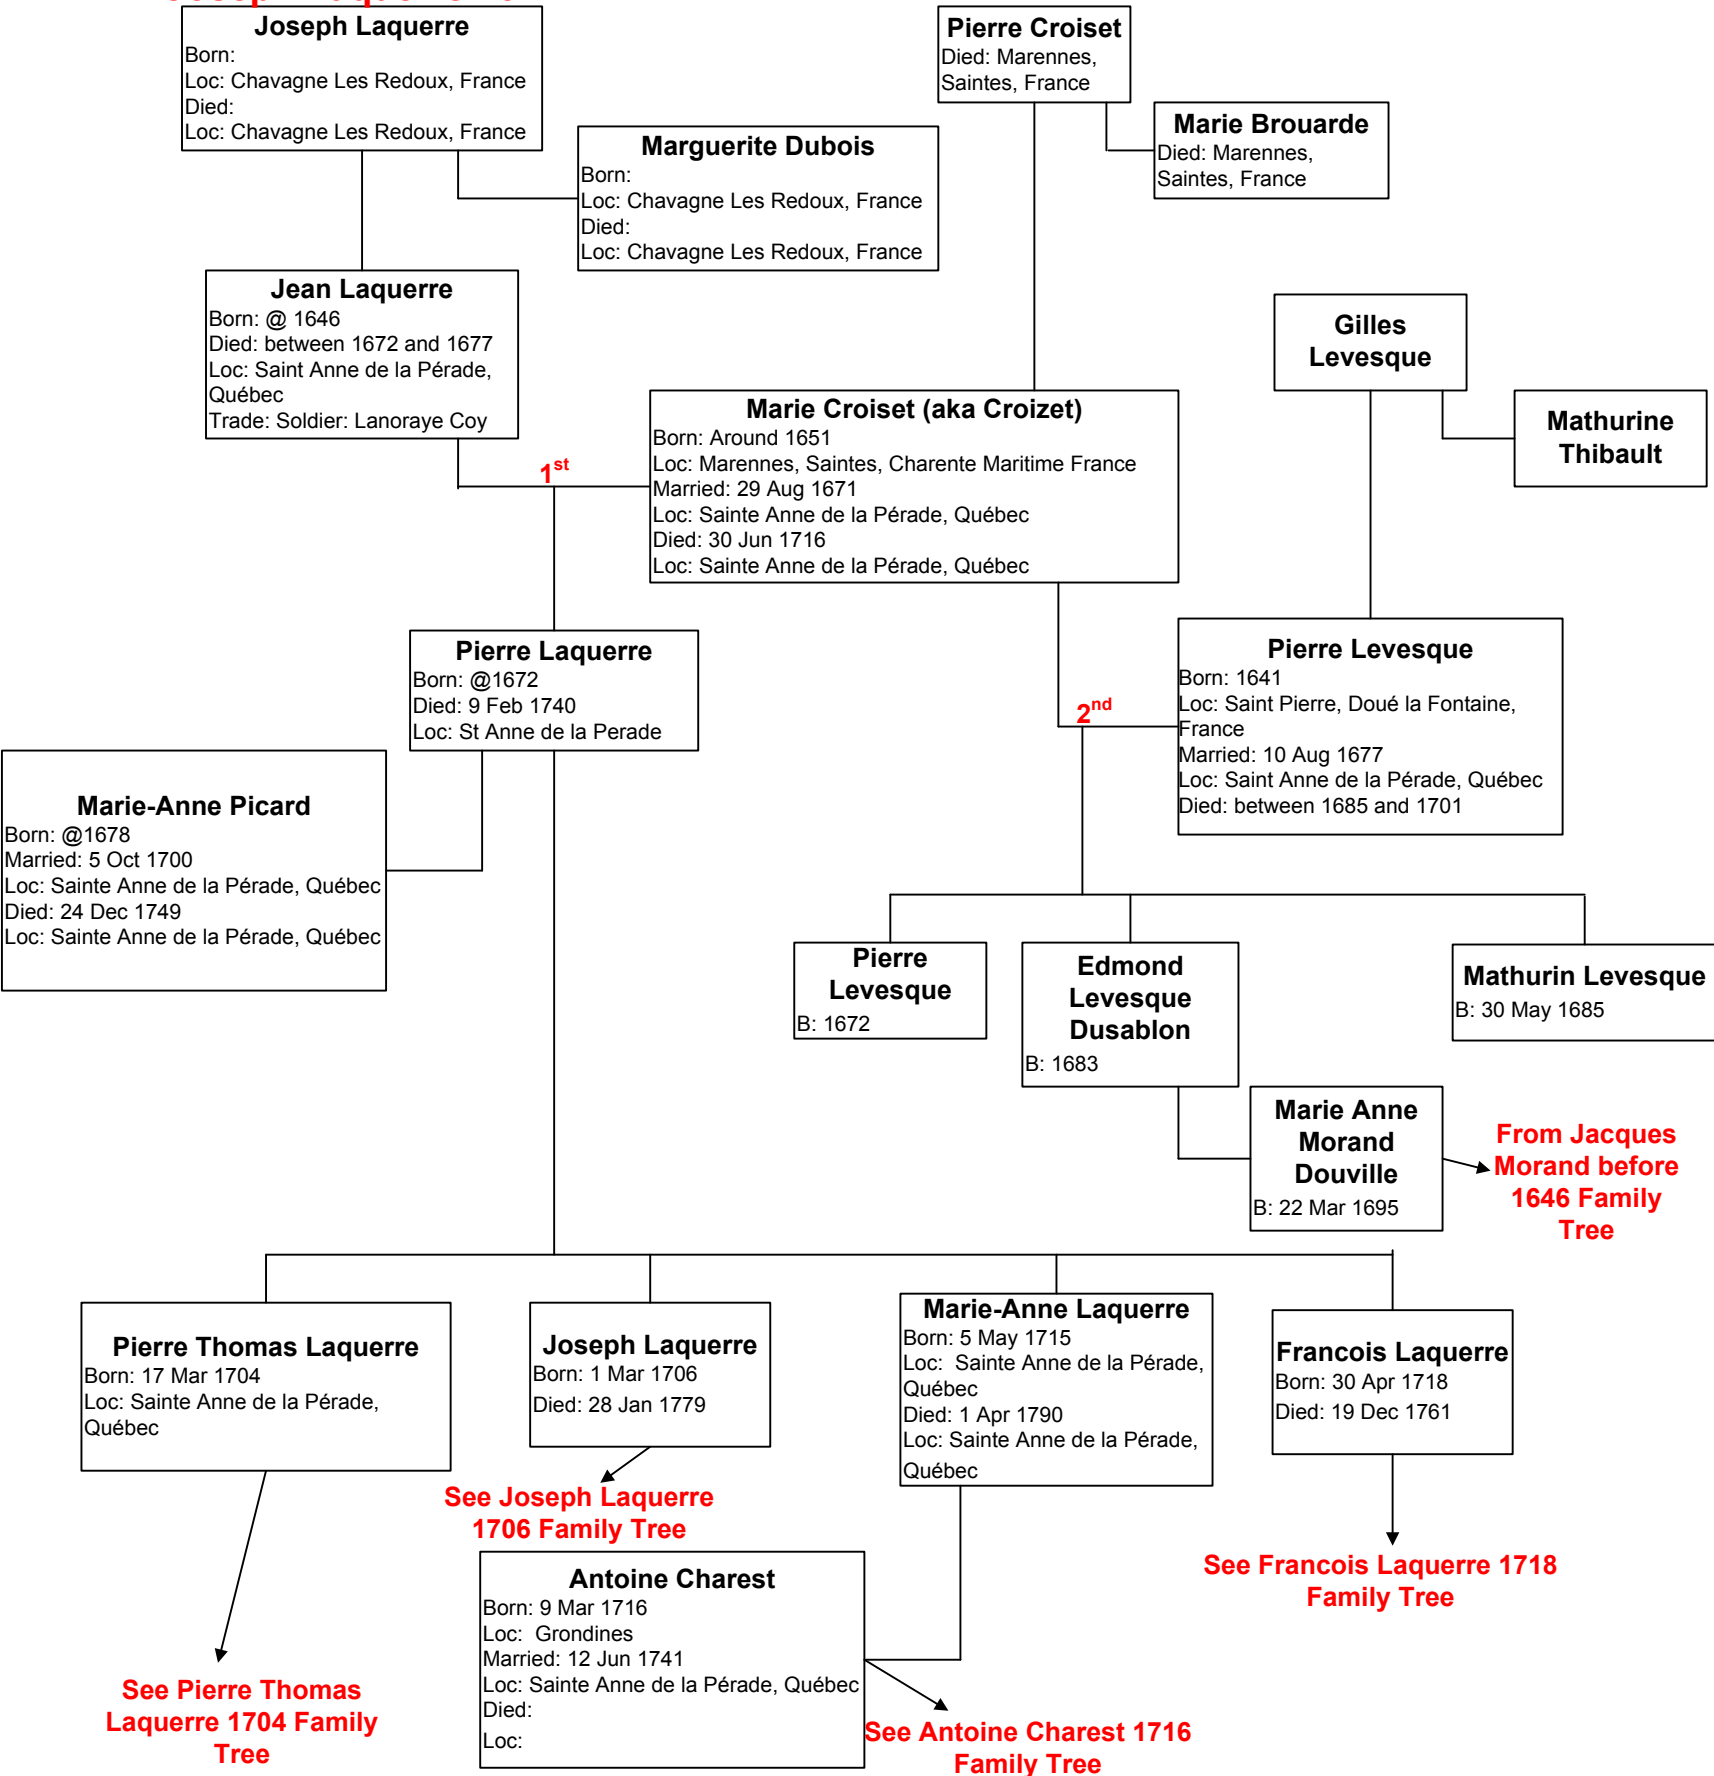 Joseph Laquerre
Born:
Loc: Chavagne Les Redoux, France
Died:
Loc: Chavagne Les Redoux, France
Pierre Croiset
Died: Marennes,
Saintes, France
Marie Brouarde
Died: Marennes,
Saintes, France
Marguerite Dubois
Born:
Loc: Chavagne Les Redoux, France
Died:
Loc: Chavagne Les Redoux, France
Jean Laquerre
Born: @ 1646
Died: between 1672 and 1677
Loc: Saint Anne de la Pérade,
Québec
Trade: Soldier: Lanoraye Coy
Gilles
Levesque
Mathurine
Thibault
1st
Marie Croiset (aka Croizet)
Born: Around 1651
Loc: Marennes, Saintes, Charente Maritime France
Married: 29 Aug 1671
Loc: Sainte Anne de la Pérade, Québec
Died: 30 Jun 1716
Loc: Sainte Anne de la Pérade, Québec
Pierre Laquerre
Born: @1672
Died: 9 Feb 1740
Loc: St Anne de la Perade
2nd
Pierre Levesque
Born: 1641
Loc: Saint Pierre, Doué la Fontaine,
France
Married: 10 Aug 1677
Loc: Saint Anne de la Pérade, Québec
Died: between 1685 and 1701
Marie-Anne Picard
Born: @1678
Married: 5 Oct 1700
Loc: Sainte Anne de la Pérade, Québec
Died: 24 Dec 1749
Loc: Sainte Anne de la Pérade, Québec
Pierre
Levesque
B: 1672
Edmond
Levesque
Dusablon
B: 1683
Mathurin Levesque
B: 30 May 1685
Marie Anne
Morand
Douville
B: 22 Mar 1695
From Jacques
Morand before
1646 Family
Tree
Pierre Thomas Laquerre
Born: 17 Mar 1704
Loc: Sainte Anne de la Pérade,
Québec
Joseph Laquerre
Born: 1 Mar 1706
Died: 28 Jan 1779
Marie-Anne Laquerre
Born: 5 May 1715
Loc: Sainte Anne de la Pérade,
Québec
Died: 1 Apr 1790
Loc: Sainte Anne de la Pérade,
Québec
Francois Laquerre
Born: 30 Apr 1718
Died: 19 Dec 1761
See Joseph Laquerre
1706 Family Tree
Antoine Charest
Born: 9 Mar 1716
Loc: Grondines
Married: 12 Jun 1741
Loc: Sainte Anne de la Pérade, Québec
Died:
Loc:
See Francois Laquerre 1718
Family Tree
See Pierre Thomas
Laquerre 1704 Family
Tree
See Antoine Charest 1716
Family Tree